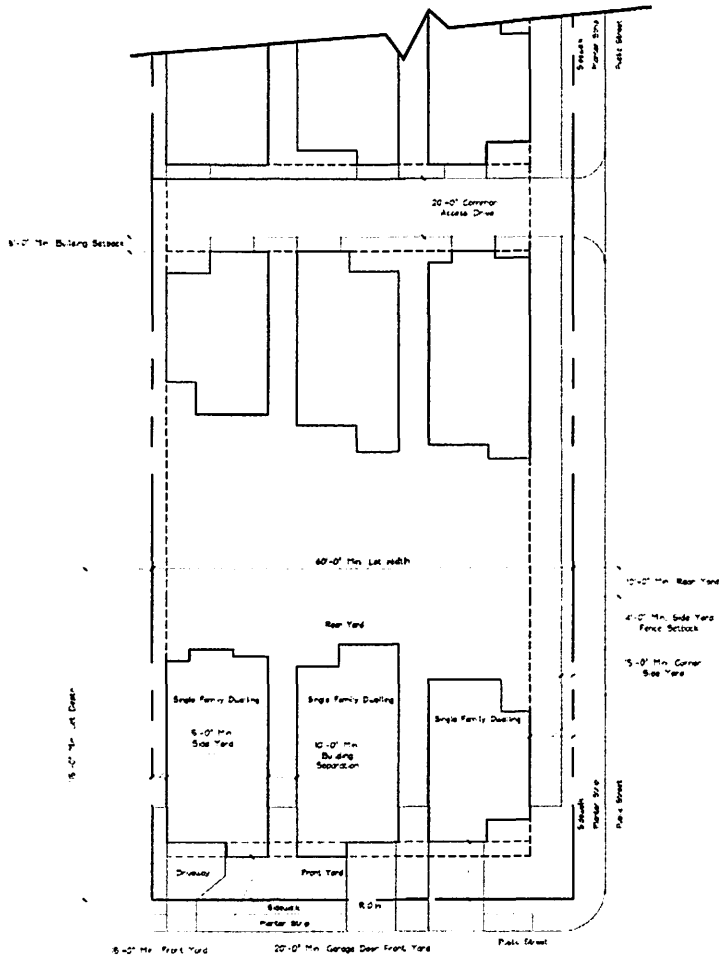 Sidewalk
Planter Strip
Public Street
20'-0" Common
Access Drive
Min. Building Setback
60'-0" Min. Lot Width
10'-0" Min. Rear Yard
Min. Side Yard
Fence Setback
15'-0" Min. Corner
Side Yard
Rear Yard
Min. Lot Depth
Single Family Dwelling
Single Family Dwelling
Single Family Dwelling
Min.
Side Yard
10'-0" Min.
Building
Separation
Sidewalk
Planter Strip
Public Street
Driveway
Front Yard
Sidewalk
R.O.W.
Planter Strip
Min. Front Yard
20'-0" Min. Garage Door Front Yard
Public Street